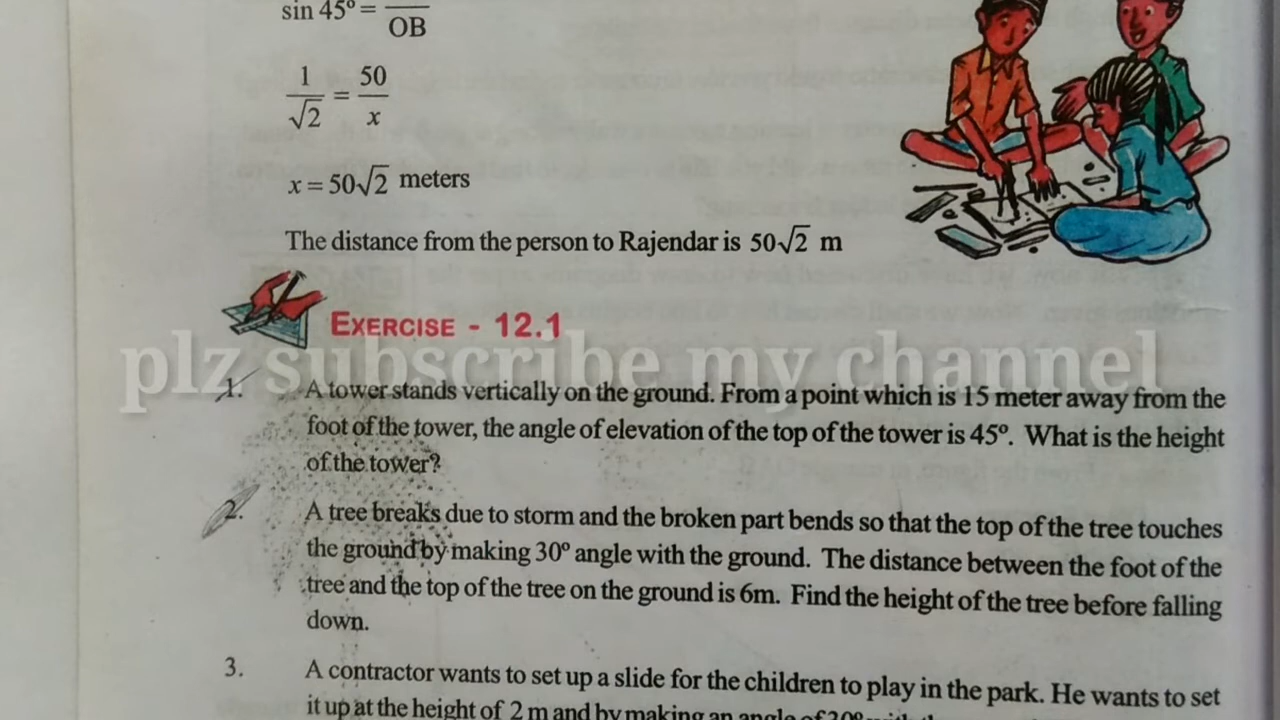 sin 45° = 
OB
1/√2 = 50/x
x = 50√2 meters
The distance from the person to Rajendar is 50√2 m
EXERCISE - 12.1
plz subscribe my channel
1. A tower stands vertically on the ground. From a point which is 15 meter away from the
foot of the tower, the angle of elevation of the top of the tower is 45°. What is the height
of the tower?
2. A tree breaks due to storm and the broken part bends so that the top of the tree touches
the ground by making 30° angle with the ground. The distance between the foot of the
tree and the top of the tree on the ground is 6m. Find the height of the tree before falling
down.
3. A contractor wants to set up a slide for the children to play in the park. He wants to set
it up at the height of 2 m and by making an angle of 30° with the